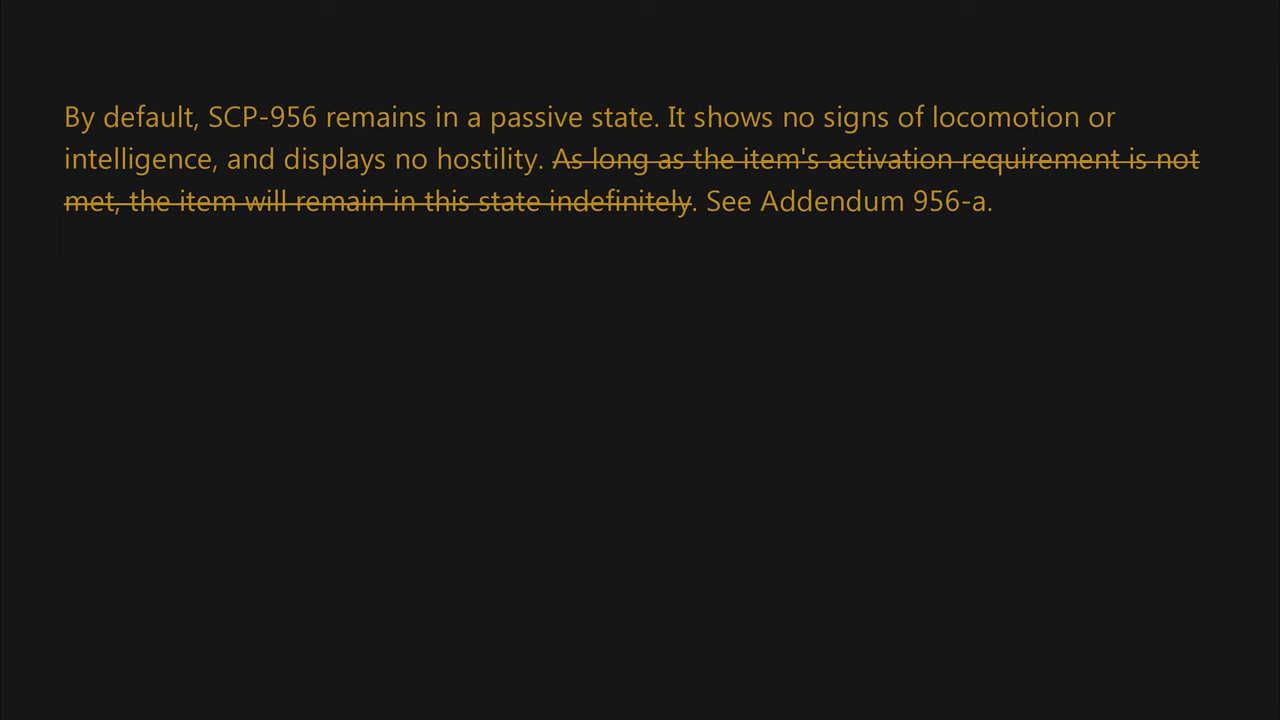 By default, SCP-956 remains in a passive state. It shows no signs of locomotion or
intelligence, and displays no hostility. As long as the item's activation requirement is not
met, the item will remain in this state indefinitely. See Addendum 956-a.